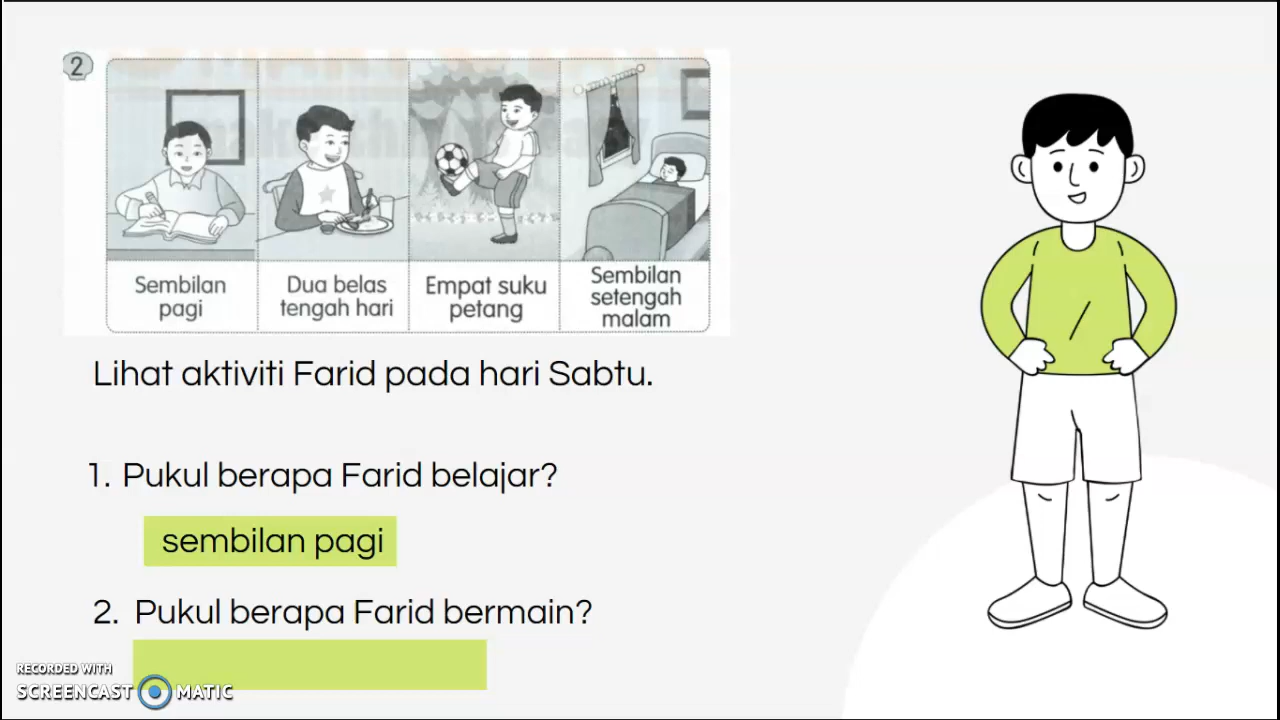 2
Sembilan
pagi
Dua belas
tengah hari
Empat suku
petang
Sembilan
setengah
malam
Lihat aktiviti Farid pada hari Sabtu.
1. Pukul berapa Farid belajar?
sembilan pagi
2. Pukul berapa Farid bermain?
RECORDED WITH
SCREENCAST MATIC